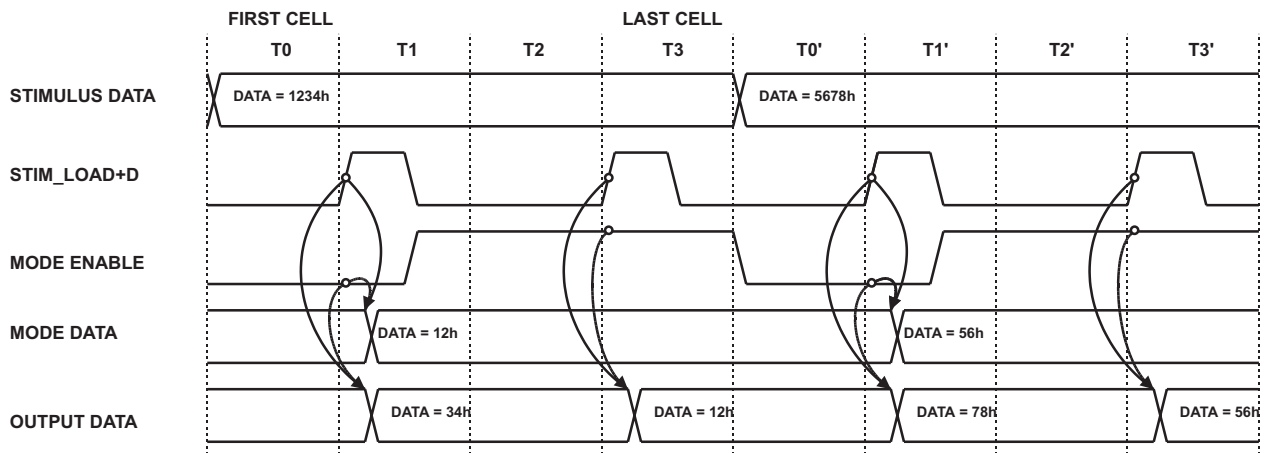 FIRST CELL LAST CELL
T0 T1 T2 T3 T0' T1' T2' T3'
STIMULUS DATA DATA = 1234h DATA = 5678h
STIM_LOAD+D
MODE ENABLE
MODE DATA DATA = 12h DATA = 56h
OUTPUT DATA DATA = 34h DATA = 12h DATA = 78h DATA = 56h